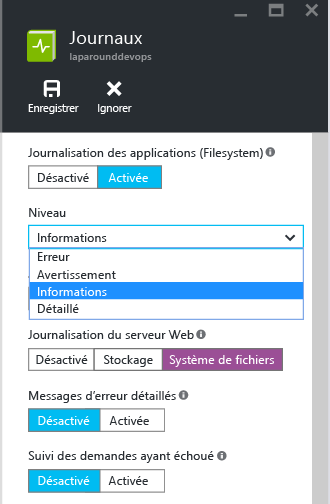 Journaux
laparounddevops
Enregistrer Ignorer
Journalisation des applications (Filesystem)
Désactivé Activée
Niveau
Informations
Erreur
Avertissement
Informations
Détaillé
Journalisation du serveur Web
Désactivé Stockage Système de fichiers
Messages d'erreur détaillés
Désactivé Activée
Suivi des demandes ayant échoué
Désactivé Activée